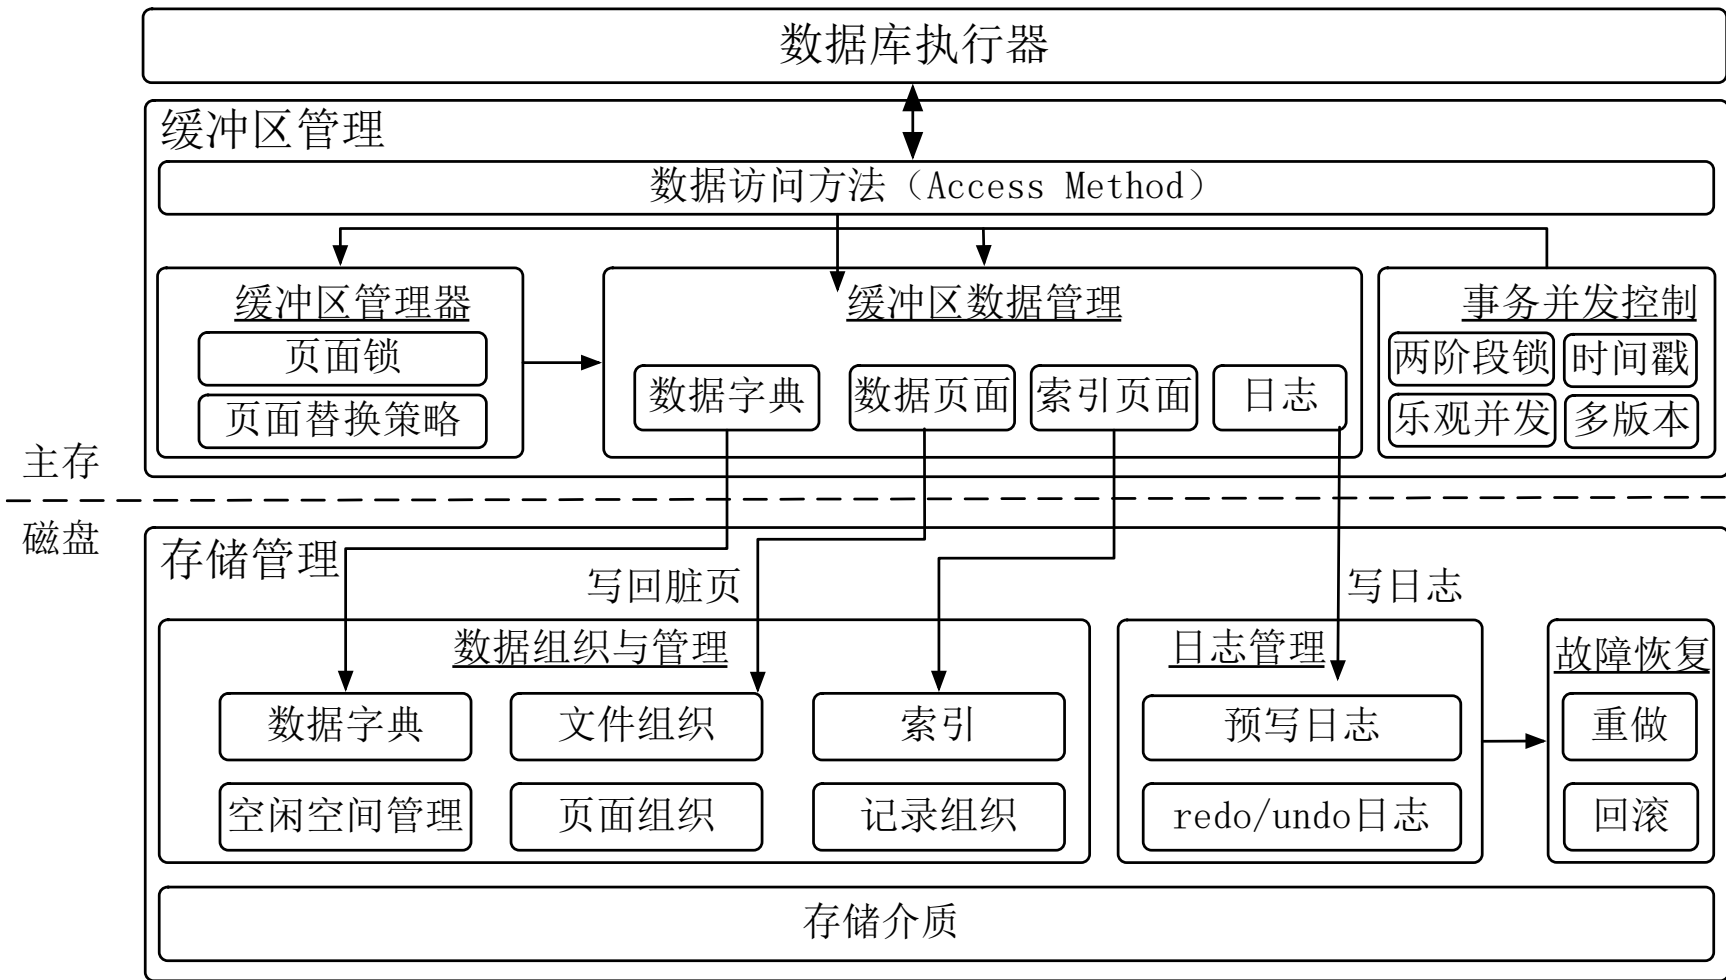 数据库执行器
缓冲区管理
数据访问方法（Access Method）
缓冲区管理器
页面锁
页面替换策略
缓冲区数据管理
数据字典
数据页面
索引页面
日志
事务并发控制
两阶段锁
时间戳
乐观并发
多版本
主存
磁盘
存储管理
写回脏页
写日志
数据组织与管理
数据字典
文件组织
索引
空闲空间管理
页面组织
记录组织
日志管理
预写日志
redo/undo日志
故障恢复
重做
回滚
存储介质